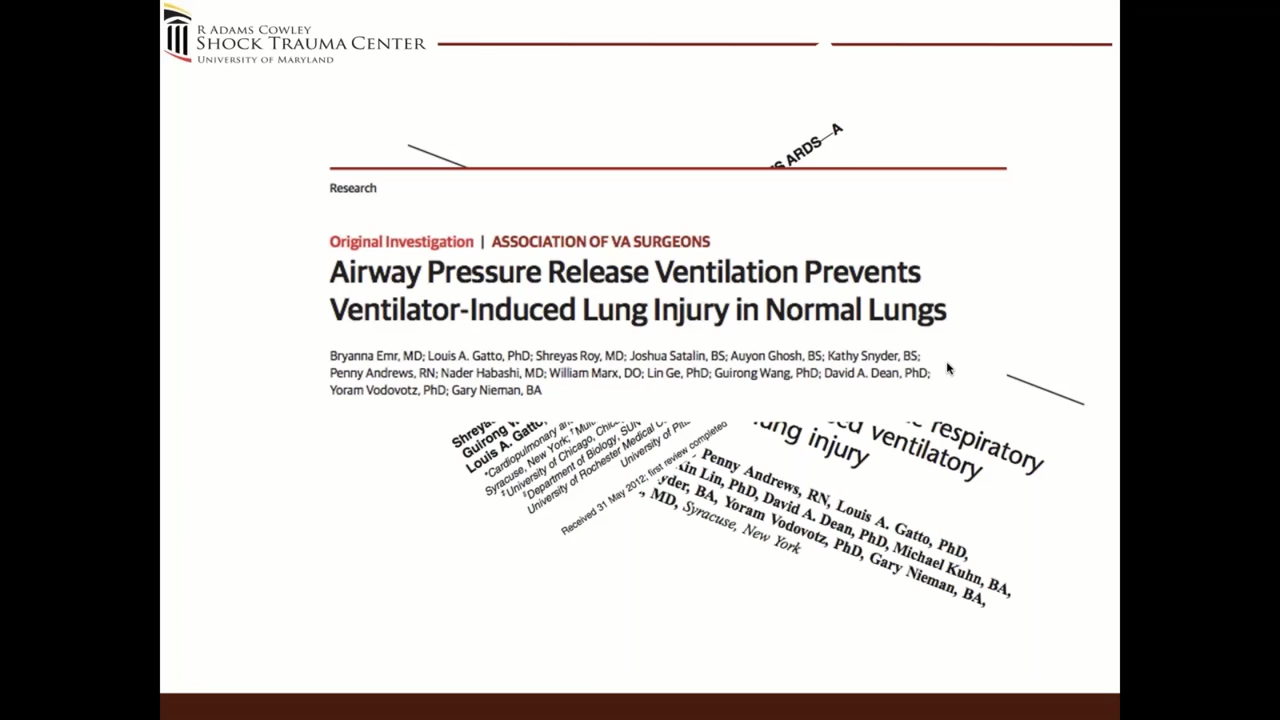 R ADAMS COWLEY
SHOCK TRAUMA CENTER
UNIVERSITY OF MARYLAND
ARDS—A
Research
Original Investigation | ASSOCIATION OF VA SURGEONS
Airway Pressure Release Ventilation Prevents
Ventilator-Induced Lung Injury in Normal Lungs
Bryanna Emr, MD; Louis A. Gatto, PhD; Shreyas Roy, MD; Joshua Satalin, BS; Auyon Ghosh, BS; Kathy Snyder, BS;
Penny Andrews, RN; Nader Habashi, MD; William Marx, DO; Lin Ge, PhD; Guirong Wang, PhD; David A. Dean, PhD;
Yoram Vodovotz, PhD; Gary Nieman, BA
Shreya
Guirong
Louis A. Gatto,
*Cardiopulmonary
Syracuse, New York;
University of Chicago,
Department of Biology,
University of Rochester Medical
University of
Received 31 May 2012; first review completed
respiratory
ventilatory
lung injury
Penny Andrews, RN, Louis A. Gatto, PhD,
Lin, PhD, David A. Dean, PhD, Michael Kuhn, BA,
BA, Yoram Vodovotz, PhD, Gary Nieman, BA,
MD, Syracuse, New York